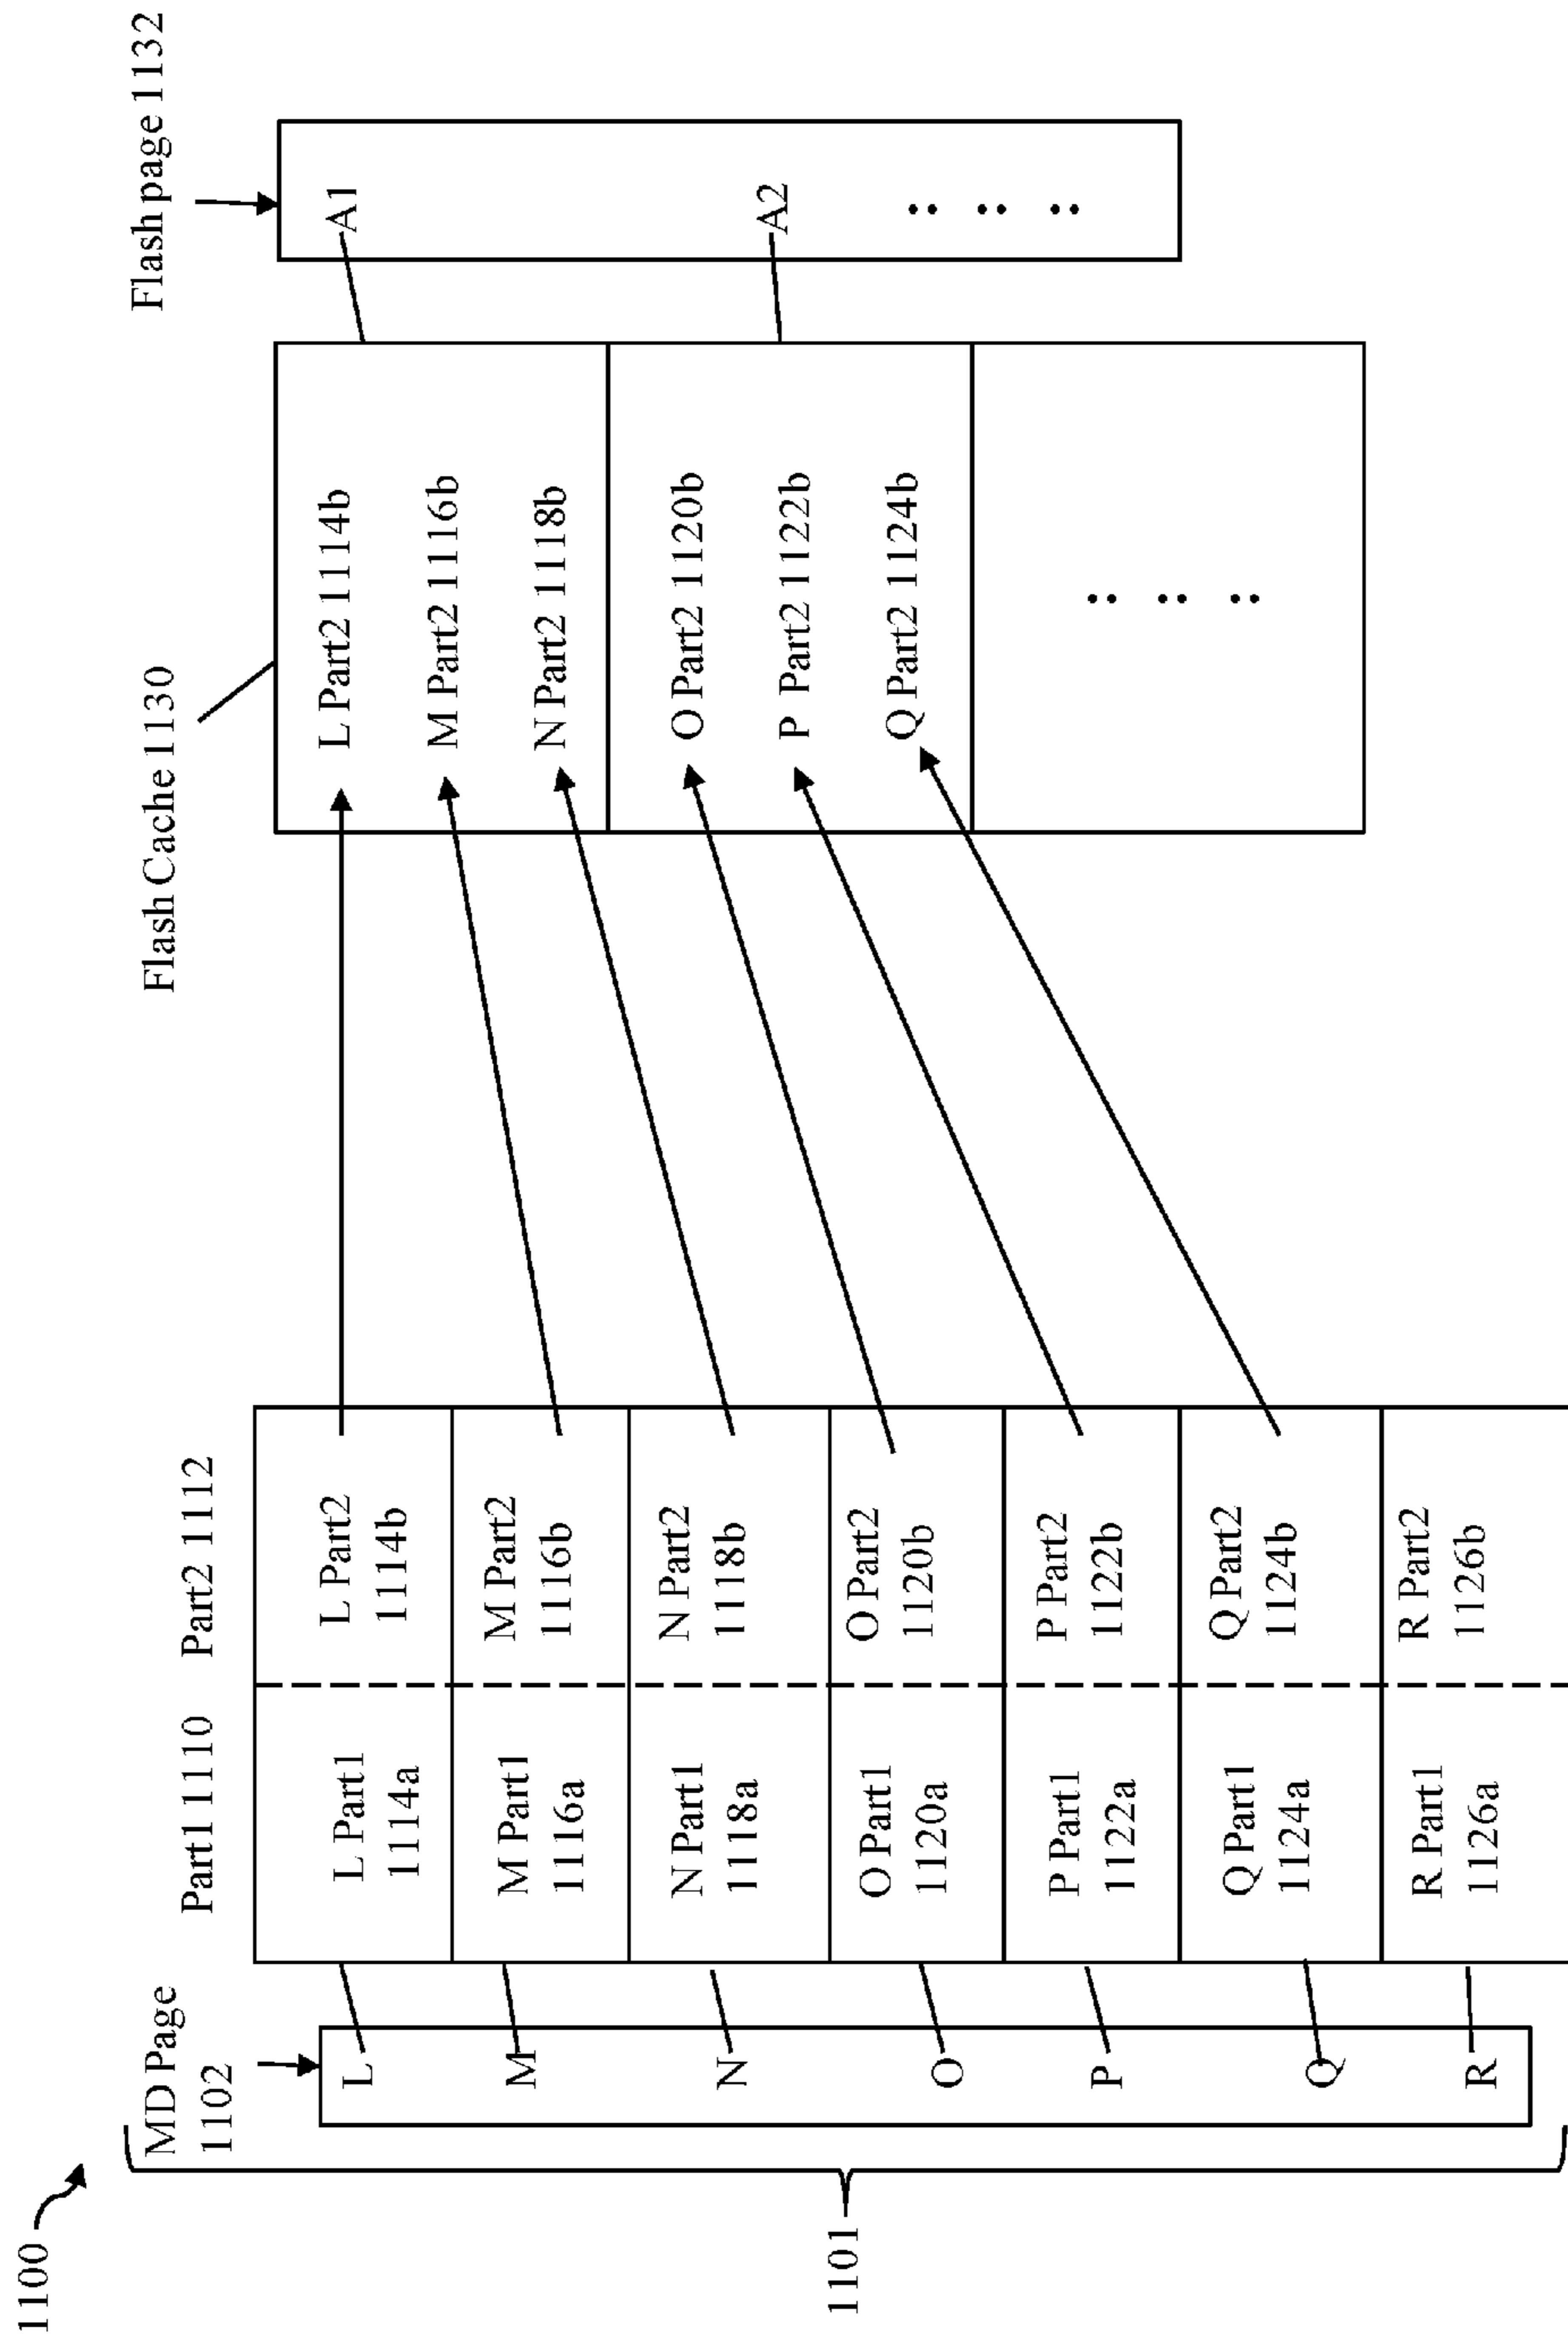 1100
1101
MD Page
1102
L
M
N
O
P
Q
R
Part1 1110
Part2 1112
L Part1
1114a
L Part2
1114b
M Part1
1116a
M Part2
1116b
N Part1
1118a
N Part2
1118b
O Part1
1120a
O Part2
1120b
P Part1
1122a
P Part2
1122b
Q Part1
1124a
Q Part2
1124b
R Part1
1126a
R Part2
1126b
Flash Cache 1130
L Part2 1114b
M Part2 1116b
N Part2 1118b
O Part2 1120b
P Part2 1122b
Q Part2 1124b
Flash page 1132
A1
A2